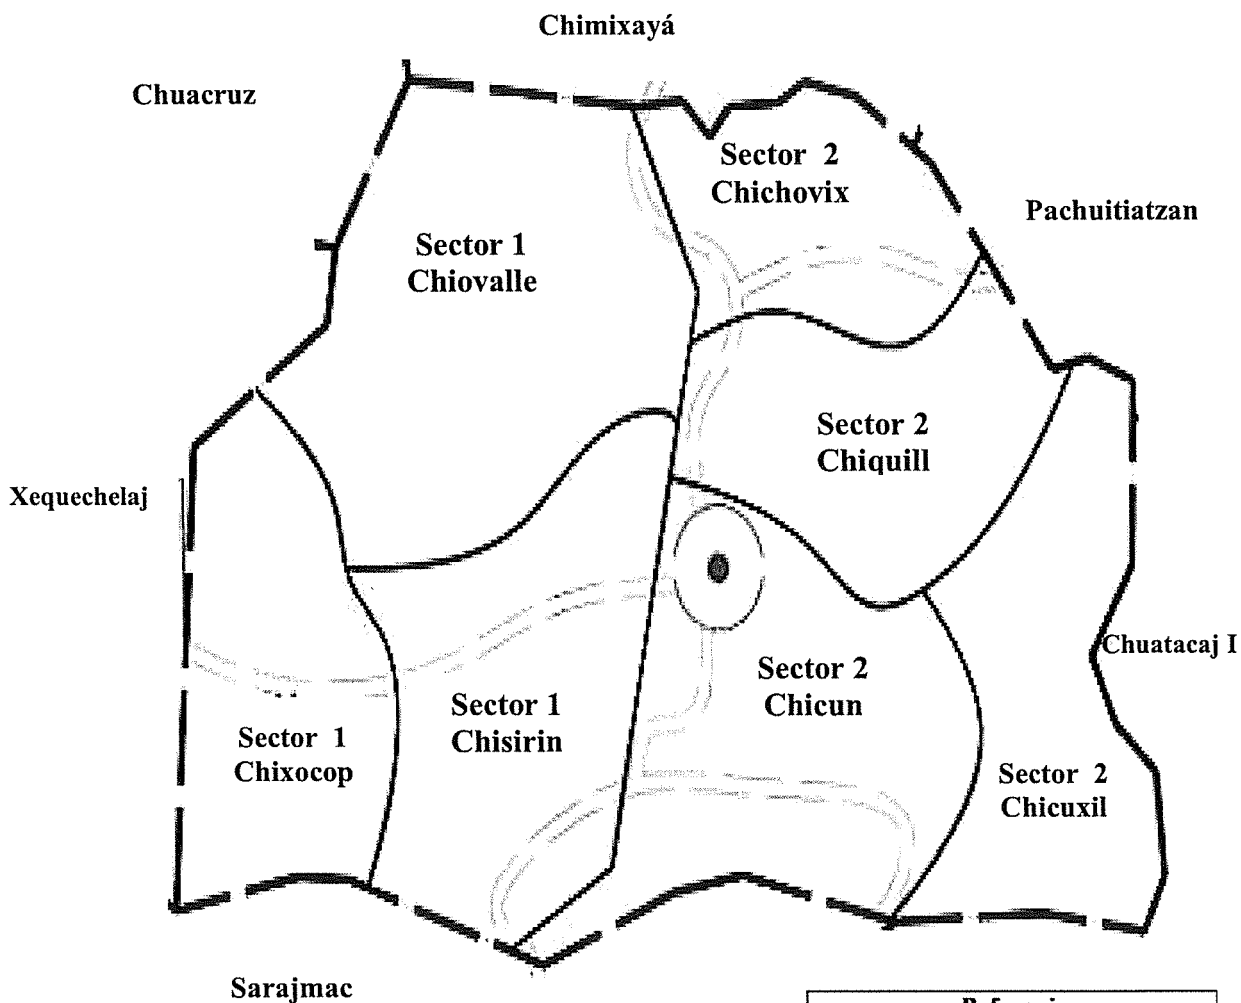 Chimixayá
Chuacruz
Sector 2
Chichovix
Pachuitiatzan
Sector 1
Chiovalle
Sector 2
Chiquill
Xequechelaj
Chuatacaj I
Sector 2
Chicun
Sector 1
Chisirin
Sector 1
Chixocop
Sector 2
Chicuxil
Sarajmac